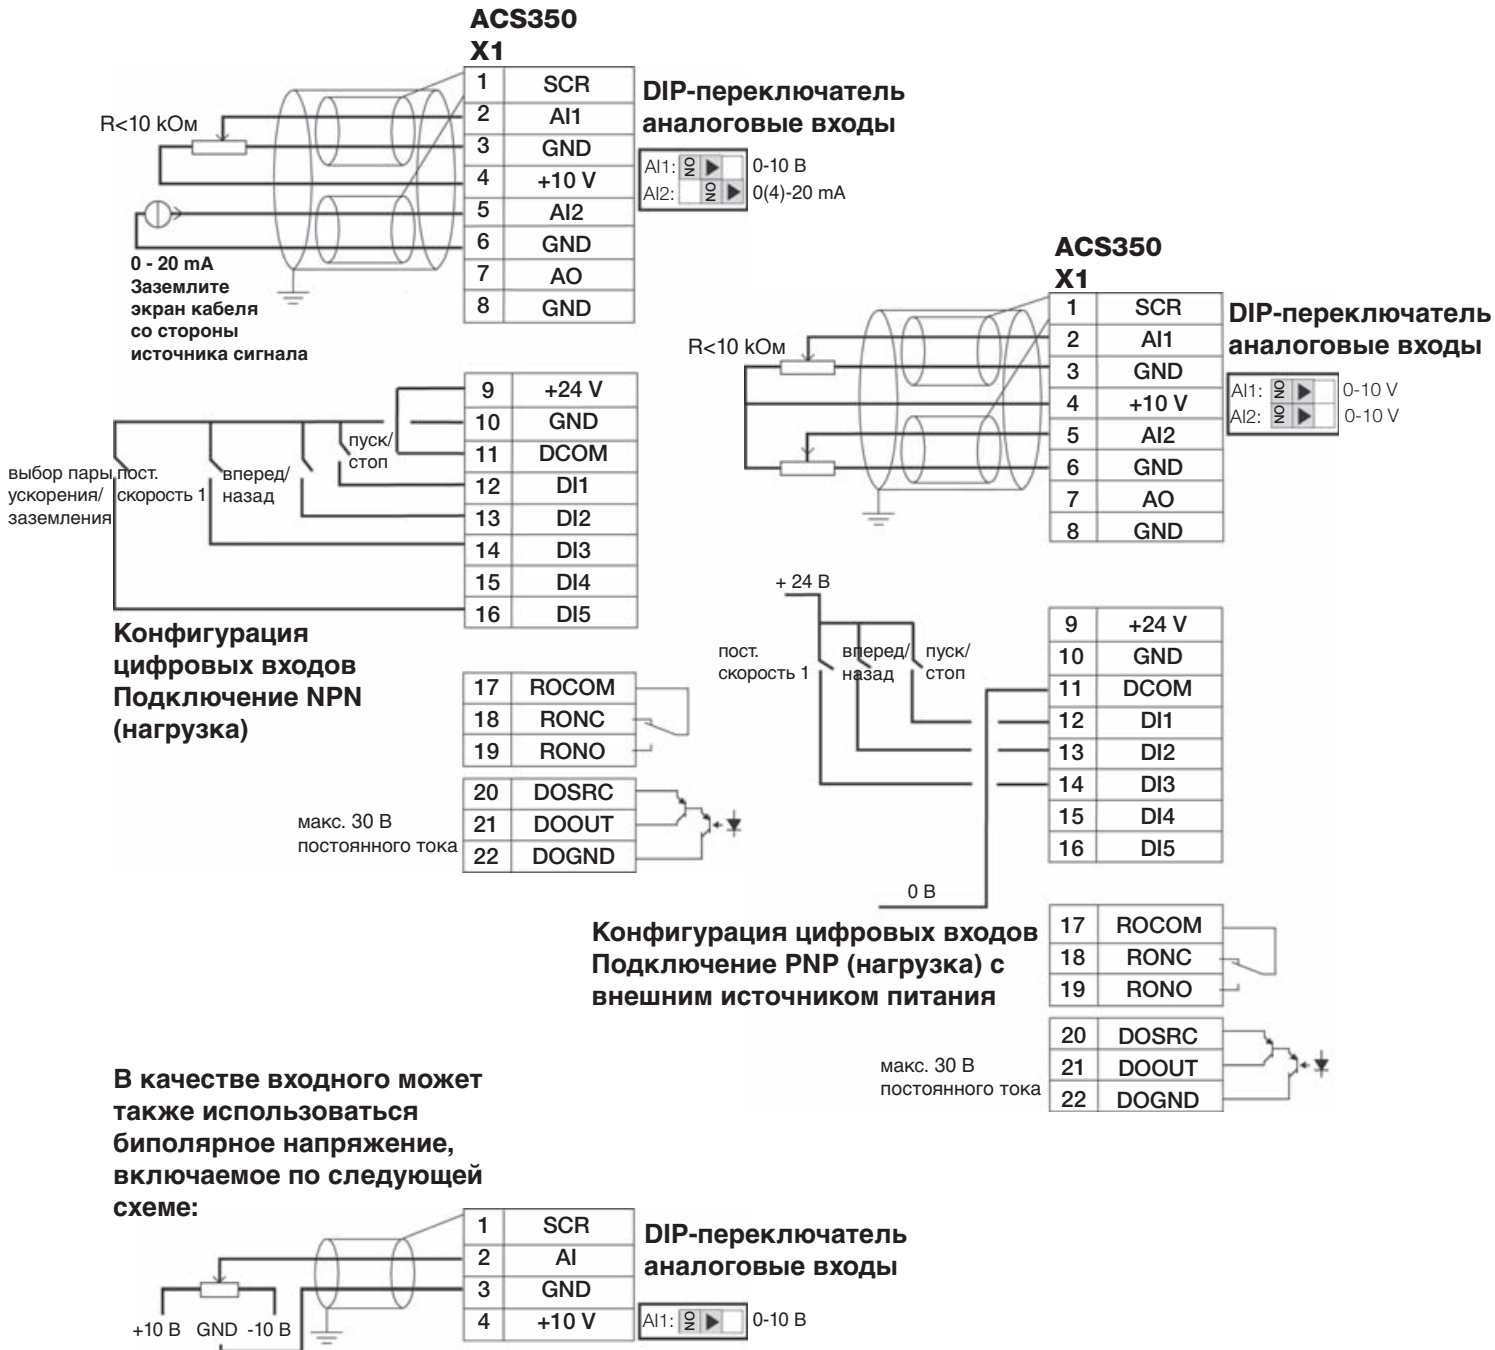 ACS350
X1
1 SCR
2 AI1
3 GND
4 +10 V
5 AI2
6 GND
7 AO
8 GND
R<10 kОм
0 - 20 mA
Заземлите
экран кабеля
со стороны
источника сигнала
DIP-переключатель
аналоговые входы
AI1: ON 0-10 В
AI2: ON 0(4)-20 mA
9 +24 V
10 GND
11 DCOM
12 DI1
13 DI2
14 DI3
15 DI4
16 DI5
выбор пары
ускорения/
заземления
пост.
скорость 1
вперед/
назад
пуск/
стоп
Конфигурация
цифровых входов
Подключение NPN
(нагрузка)
17 ROCOM
18 RONC
19 RONO
20 DOSRC
21 DOOUT
22 DOGND
макс. 30 В
постоянного тока
ACS350
X1
1 SCR
2 AI1
3 GND
4 +10 V
5 AI2
6 GND
7 AO
8 GND
R<10 kОм
DIP-переключатель
аналоговые входы
AI1: ON 0-10 V
AI2: ON 0-10 V
+ 24 В
пост.
скорость 1
вперед/
назад
пуск/
стоп
9 +24 V
10 GND
11 DCOM
12 DI1
13 DI2
14 DI3
15 DI4
16 DI5
0 В
Конфигурация цифровых входов
Подключение PNP (нагрузка) с
внешним источником питания
17 ROCOM
18 RONC
19 RONO
20 DOSRC
21 DOOUT
22 DOGND
макс. 30 В
постоянного тока
В качестве входного может
также использоваться
биполярное напряжение,
включаемое по следующей
схеме:
1 SCR
2 AI
3 GND
4 +10 V
+10 В GND -10 В
DIP-переключатель
аналоговые входы
AI1: ON 0-10 В